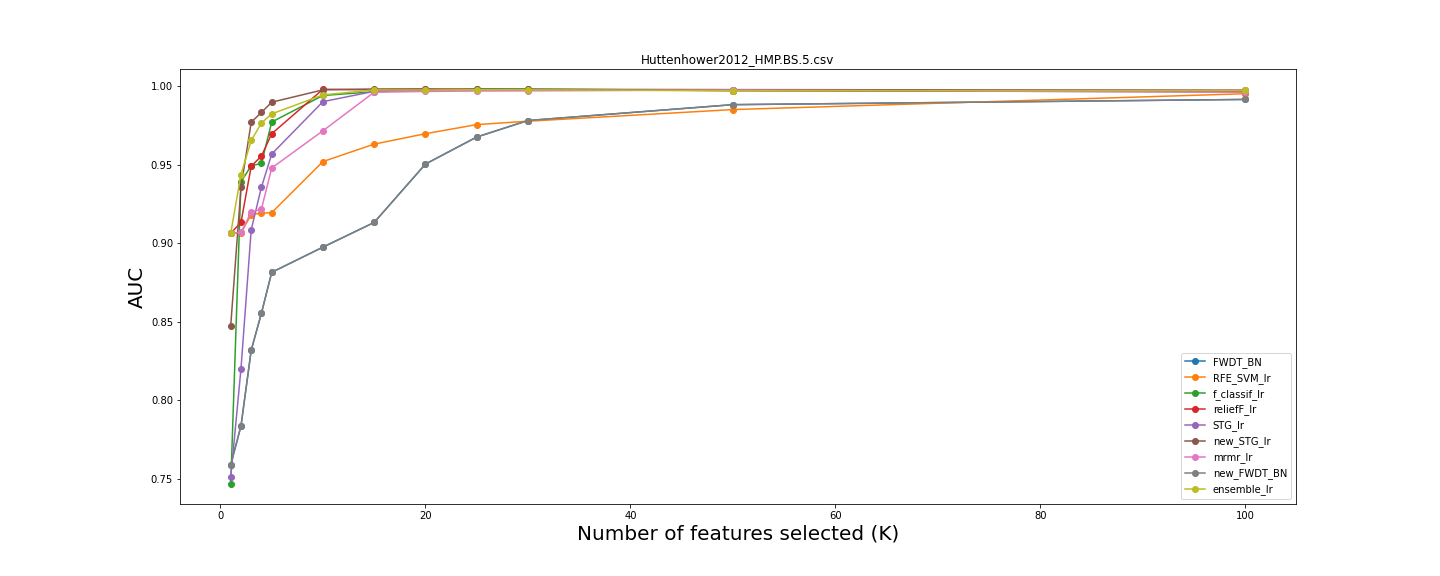 Huttenhower2012_HMP.BS.5.csv
1.00
0.95
0.90
0.85
0.80
0.75
AUC
0 20 40 60 80 100
Number of features selected (K)
FWDT_BN
RFE_SVM_lr
f_classif_lr
reliefF_lr
STG_lr
new_STG_lr
mrmr_lr
new_FWDT_BN
ensemble_lr